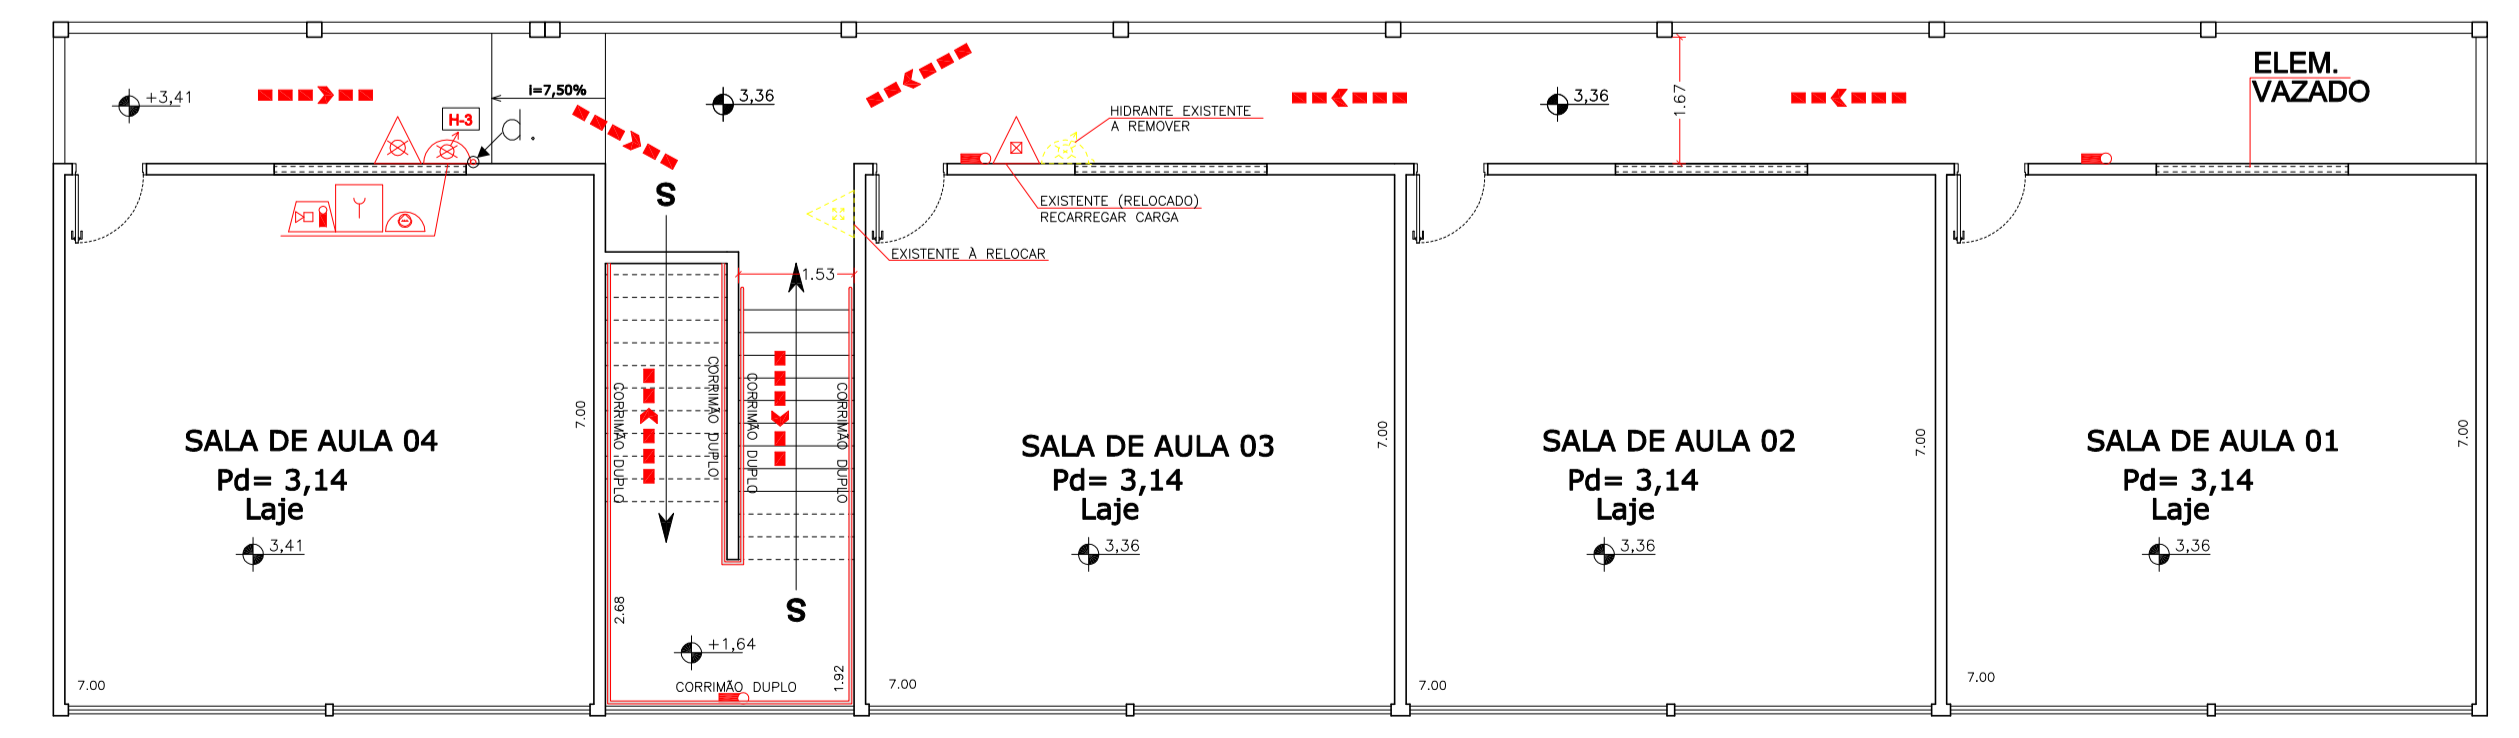 ELEM.
VAZADO
+3,41
H-3
i=7,50%
d.
3,36
HIDRANTE EXISTENTE
A REMOVER
3,36
1.67
S
EXISTENTE (RELOCADO)
RECARREGAR CARGA
EXISTENTE À RELOCAR
1.53
CORRIMÃO DUPLO
CORRIMÃO DUPLO
CORRIMÃO DUPLO
CORRIMÃO DUPLO
7.00
7.00
7.00
7.00
SALA DE AULA 04
Pd= 3,14
Laje
3,41
SALA DE AULA 03
Pd= 3,14
Laje
3,36
SALA DE AULA 02
Pd= 3,14
Laje
3,36
SALA DE AULA 01
Pd= 3,14
Laje
3,36
2.68
S
+1,64
1.92
CORRIMÃO DUPLO
7.00
7.00
7.00
7.00